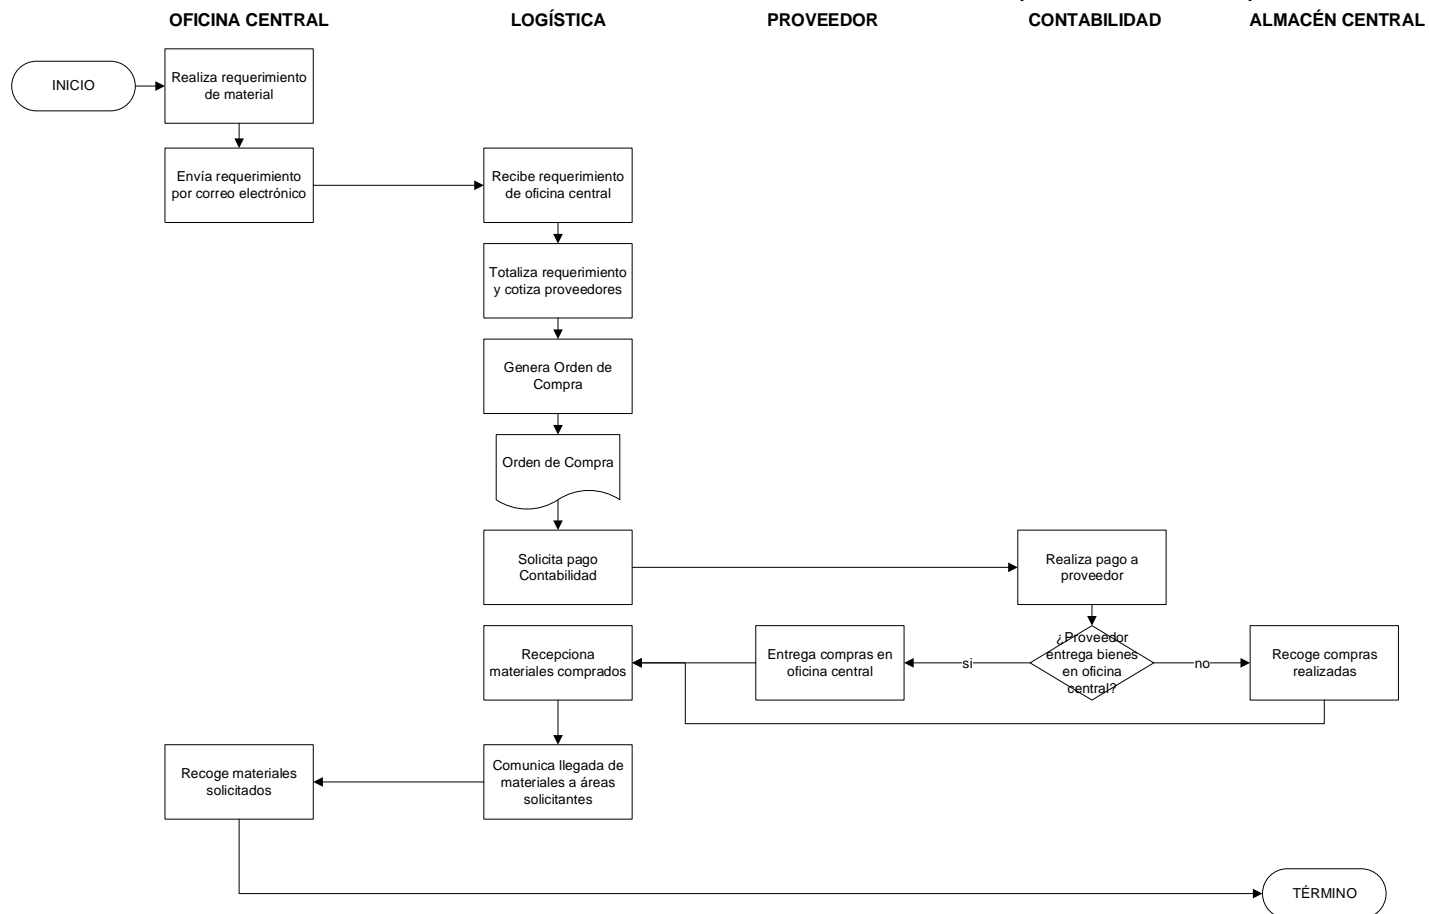 OFICINA CENTRAL
LOGÍSTICA
PROVEEDOR
CONTABILIDAD
ALMACÉN CENTRAL
INICIO
Realiza requerimiento
de material
Envía requerimiento
por correo electrónico
Recibe requerimiento
de oficina central
Totaliza requerimiento
y cotiza proveedores
Genera Orden de
Compra
Orden de Compra
Solicita pago
Contabilidad
Realiza pago a
proveedor
Recepciona
materiales comprados
Entrega compras en
oficina central
si
¿Proveedor
entrega bienes
en oficina
central?
no
Recoge compras
realizadas
Recoge materiales
solicitados
Comunica llegada de
materiales a áreas
solicitantes
TÉRMINO